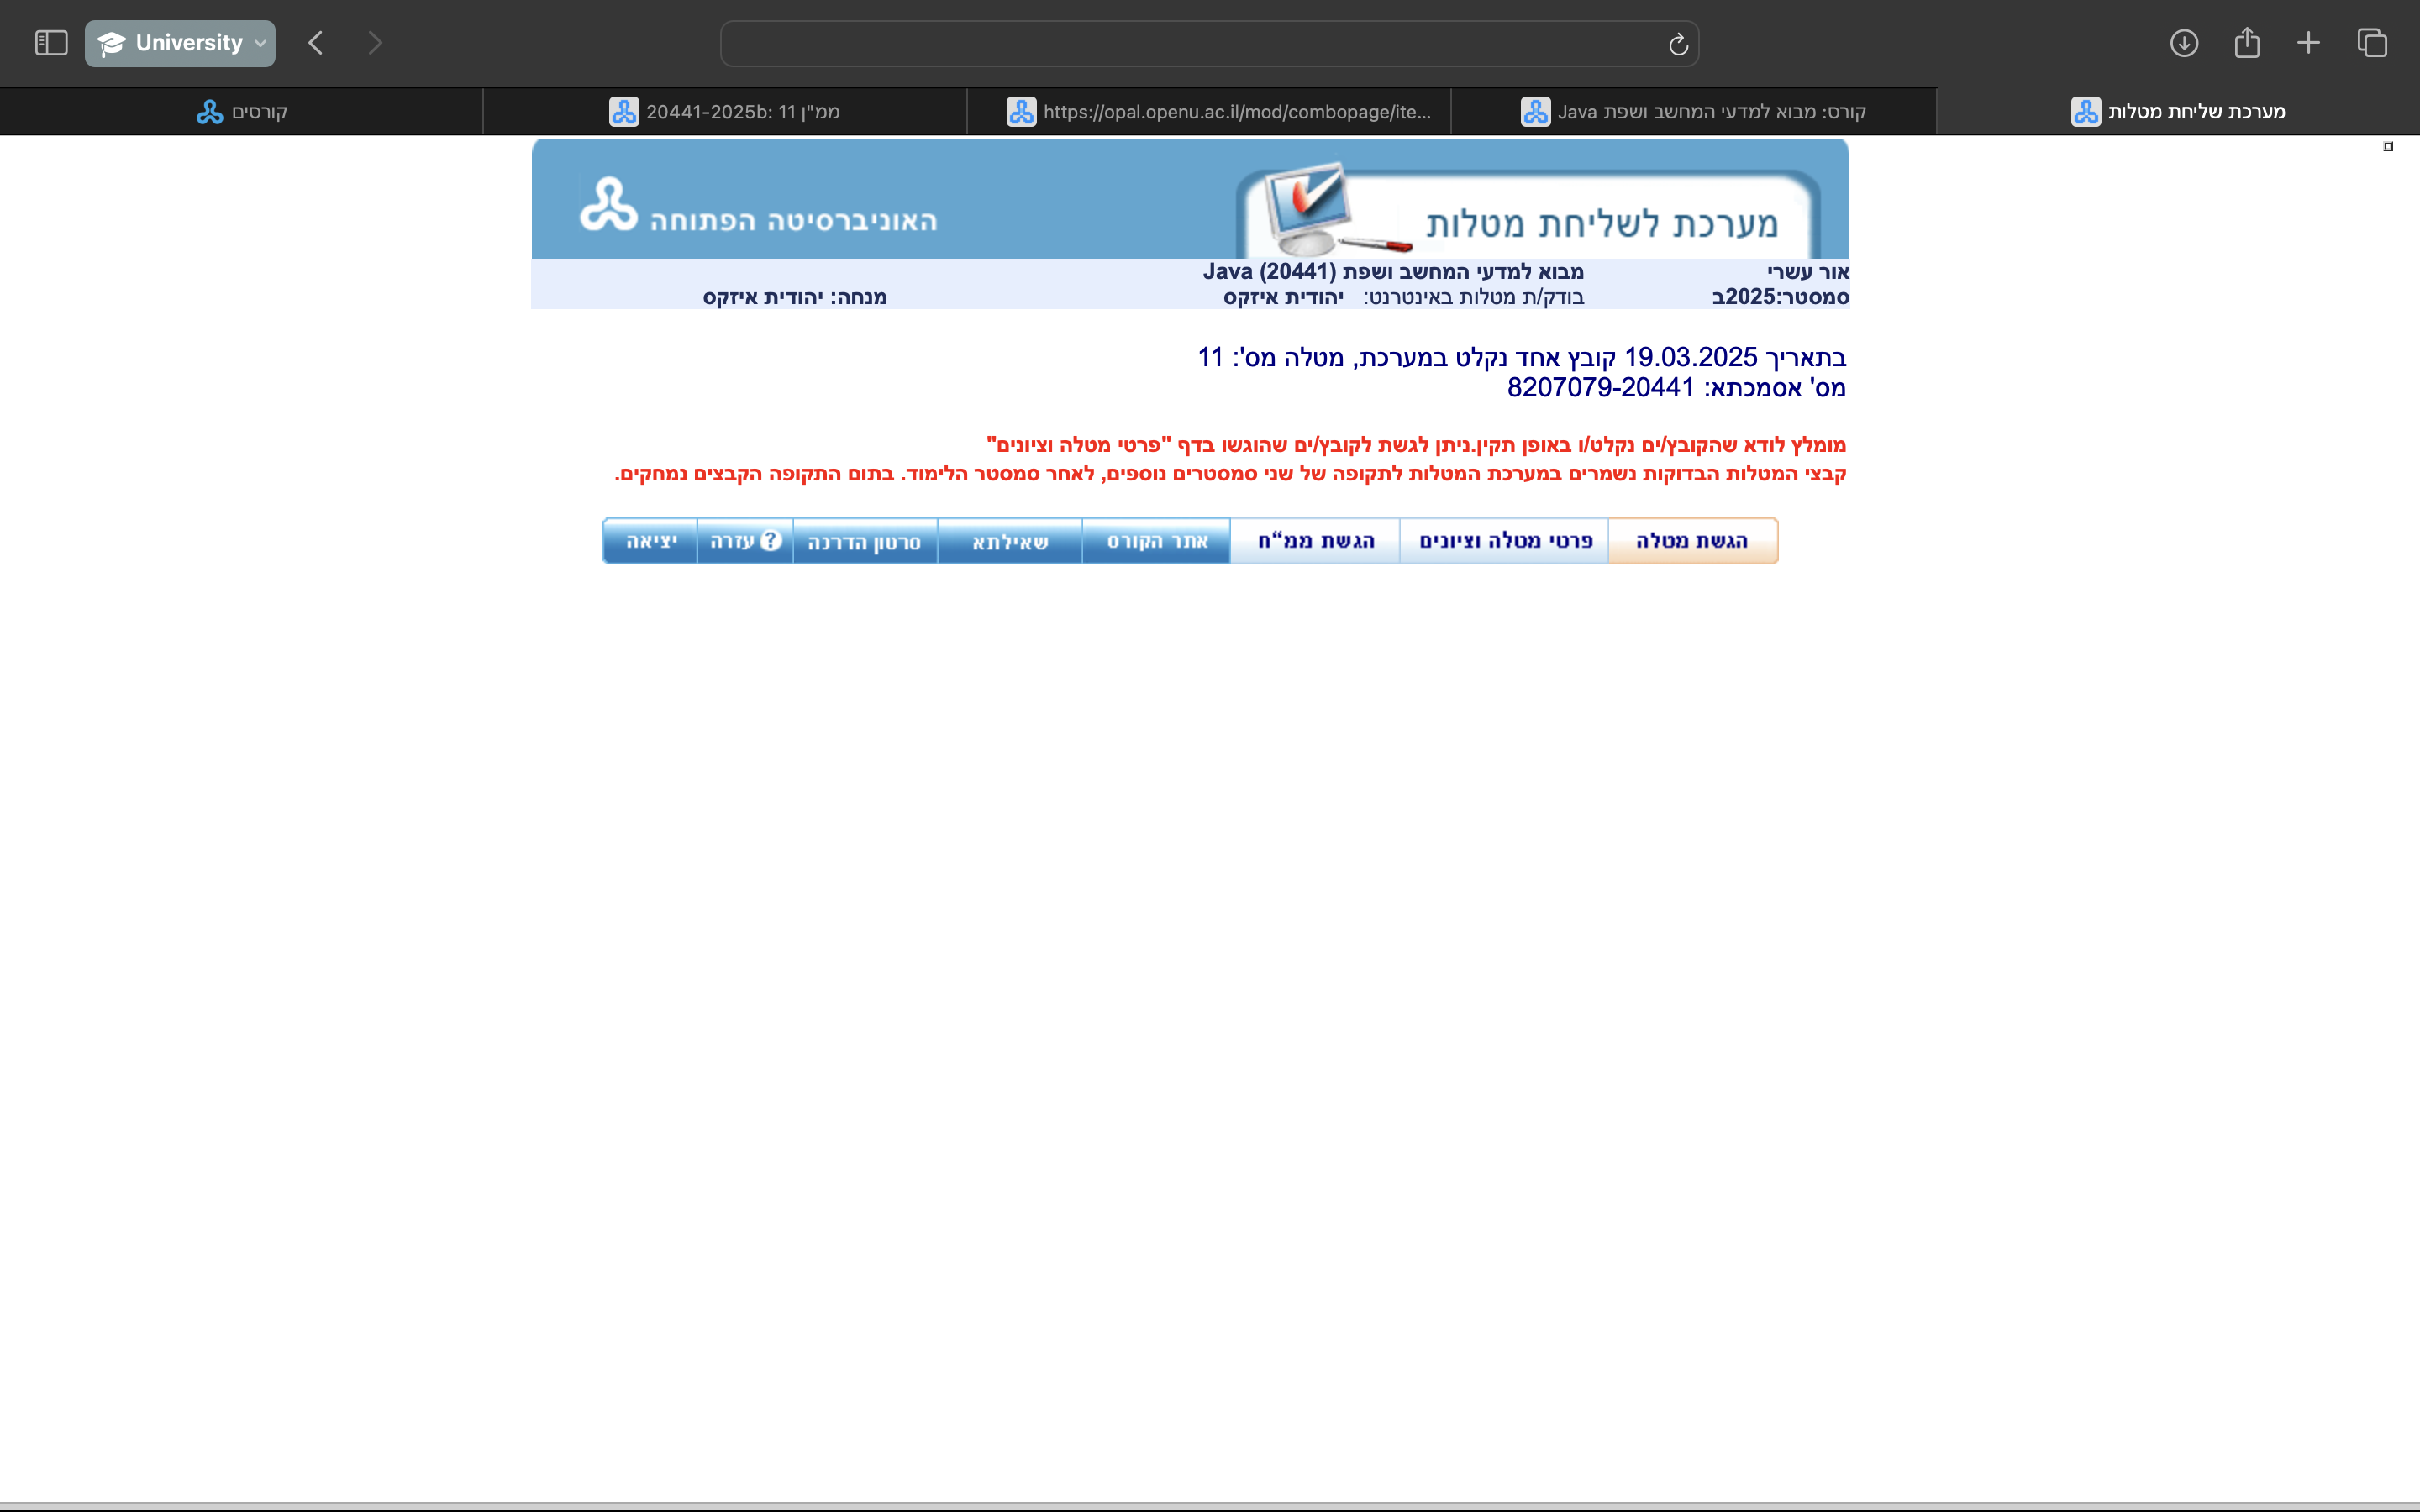 University
קורסים
20441-2025b: ממ"ן 11
https://opal.openu.ac.il/mod/combopage/ite...
קורס: מבוא למדעי המחשב ושפת Java
מערכת שליחת מטלות
מערכת לשליחת מטלות
האוניברסיטה הפתוחה
אור עשרי
מבוא למדעי המחשב ושפת Java (20441)
סמסטר:2025ב
בודק/ת מטלות באינטרנט: יהודית איזקס
מנחה: יהודית איזקס
בתאריך 19.03.2025 קובץ אחד נקלט במערכת, מטלה מס': 11
מס' אסמכתא: 8207079-20441
מומלץ לודא שהקובץ/ים נקלט/ו באופן תקין.ניתן לגשת לקובץ/ים שהוגשו בדף "פרטי מטלה וציונים"
קבצי המטלות הבדוקות נשמרים במערכת המטלות לתקופה של שני סמסטרים נוספים, לאחר סמסטר הלימוד. בתום התקופה הקבצים נמחקים.
הגשת מטלה
פרטי מטלה וציונים
הגשת ממ“ח
אתר הקורס
שאילתא
סרטון הדרכה
? עזרה
יציאה